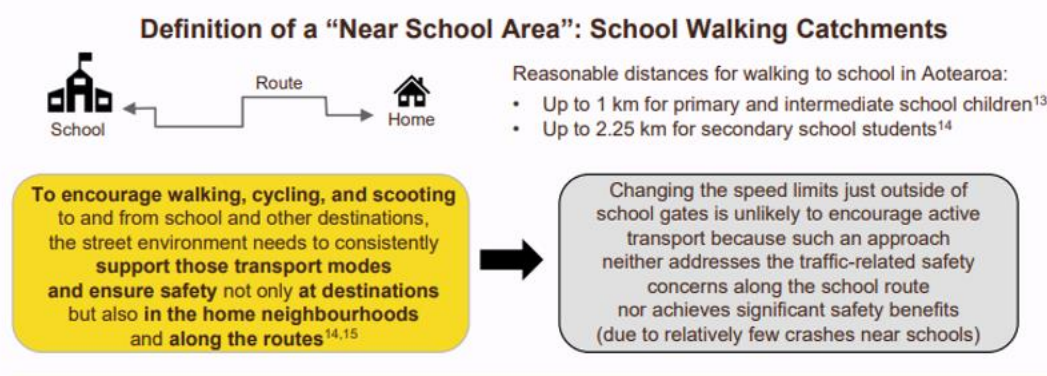 Definition of a “Near School Area”: School Walking Catchments
Route
School
Home
Reasonable distances for walking to school in Aotearoa:
• Up to 1 km for primary and intermediate school children13
• Up to 2.25 km for secondary school students14
To encourage walking, cycling, and scooting
to and from school and other destinations,
the street environment needs to consistently
support those transport modes
and ensure safety not only at destinations
but also in the home neighbourhoods
and along the routes14,15
Changing the speed limits just outside of
school gates is unlikely to encourage active
transport because such an approach
neither addresses the traffic-related safety
concerns along the school route
nor achieves significant safety benefits
(due to relatively few crashes near schools)